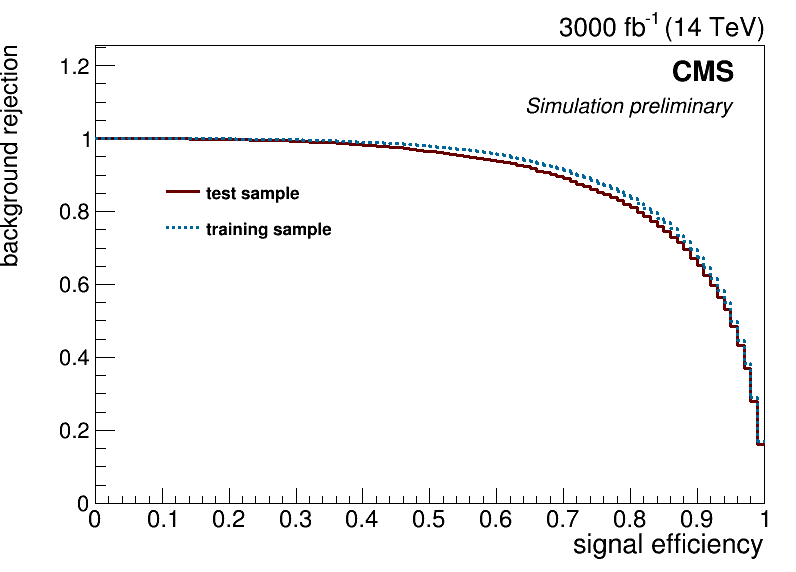 3000 fb⁻¹ (14 TeV)
background rejection
CMS
Simulation preliminary
test sample
training sample
1.2
1
0.8
0.6
0.4
0.2
0
0 0.1 0.2 0.3 0.4 0.5 0.6 0.7 0.8 0.9 1
signal efficiency